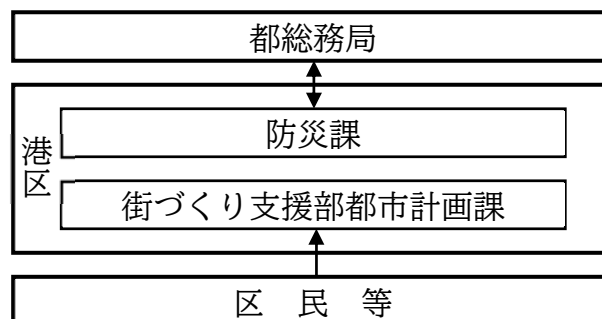 都総務局
港区
防災課
街づくり支援部都市計画課
区民等